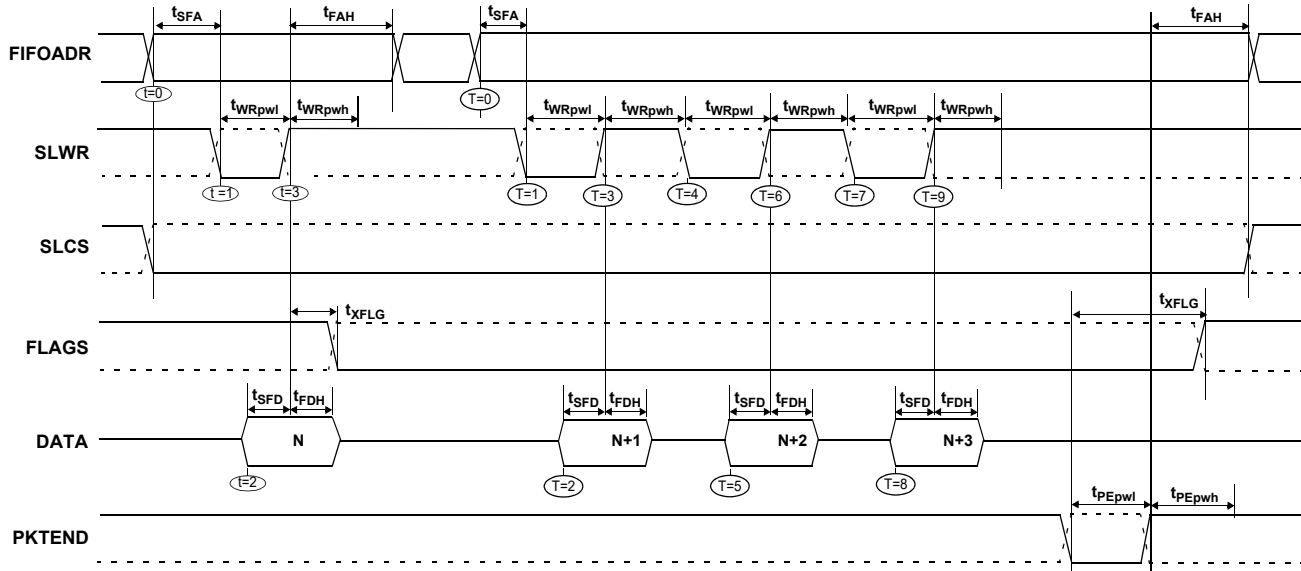 tSFA tFAH tSFA tFAH
FIFOADR
t=0 T=0
tWRpwl tWRpwh tWRpwl tWRpwh tWRpwl tWRpwh tWRpwl tWRpwh
SLWR
t =1 t=3 T=1 T=3 T=4 T=6 T=7 T=9
SLCS
tXFLG tXFLG
FLAGS
tSFD tFDH tSFD tFDH tSFD tFDH tSFD tFDH
DATA N N+1 N+2 N+3
t=2 T=2 T=5 T=8
tPEpwl tPEpwh
PKTEND